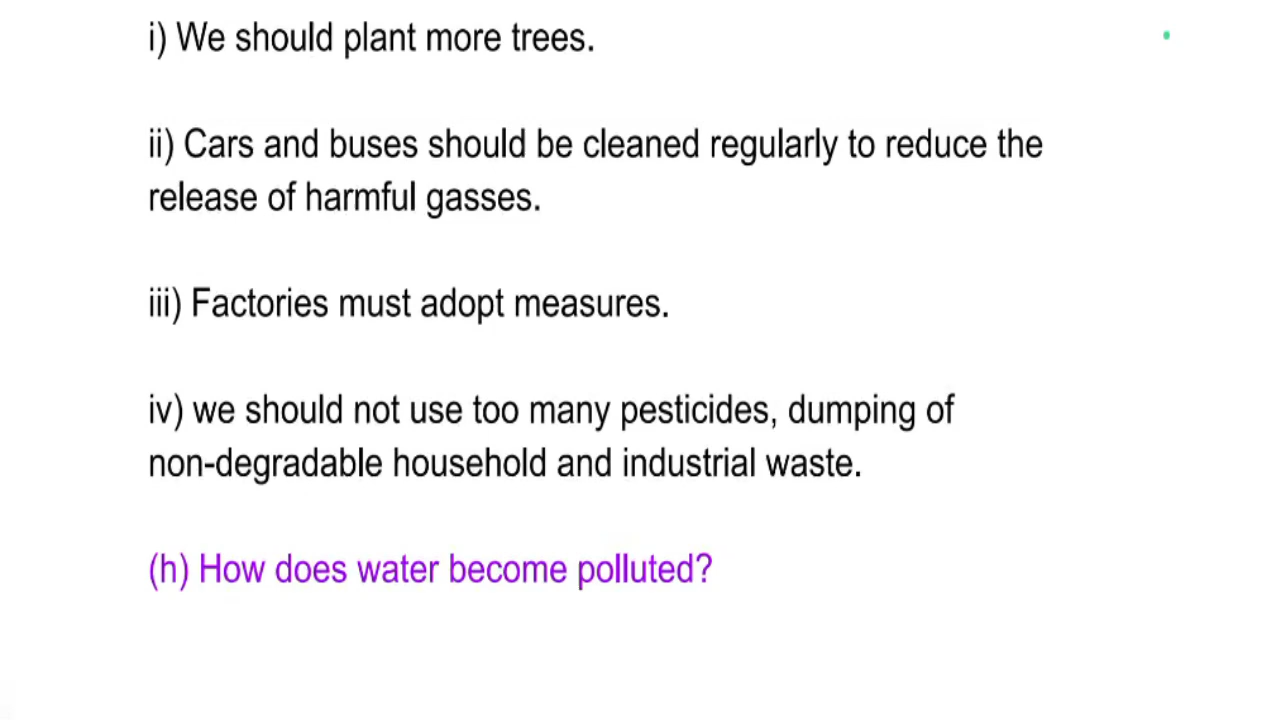 i) We should plant more trees.
ii) Cars and buses should be cleaned regularly to reduce the
release of harmful gasses.
iii) Factories must adopt measures.
iv) we should not use too many pesticides, dumping of
non-degradable household and industrial waste.
(h) How does water become polluted?